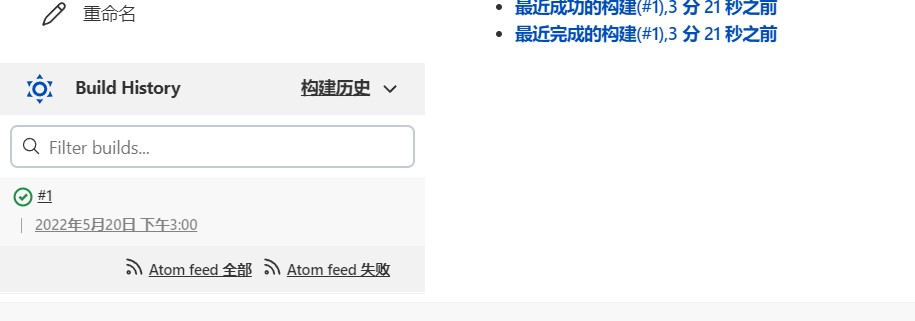 重命名
最近成功的构建(#1),3 分 21 秒之前
最近完成的构建(#1),3 分 21 秒之前
Build History 构建历史
Filter builds...
#1
2022年5月20日 下午3:00
Atom feed 全部 Atom feed 失败